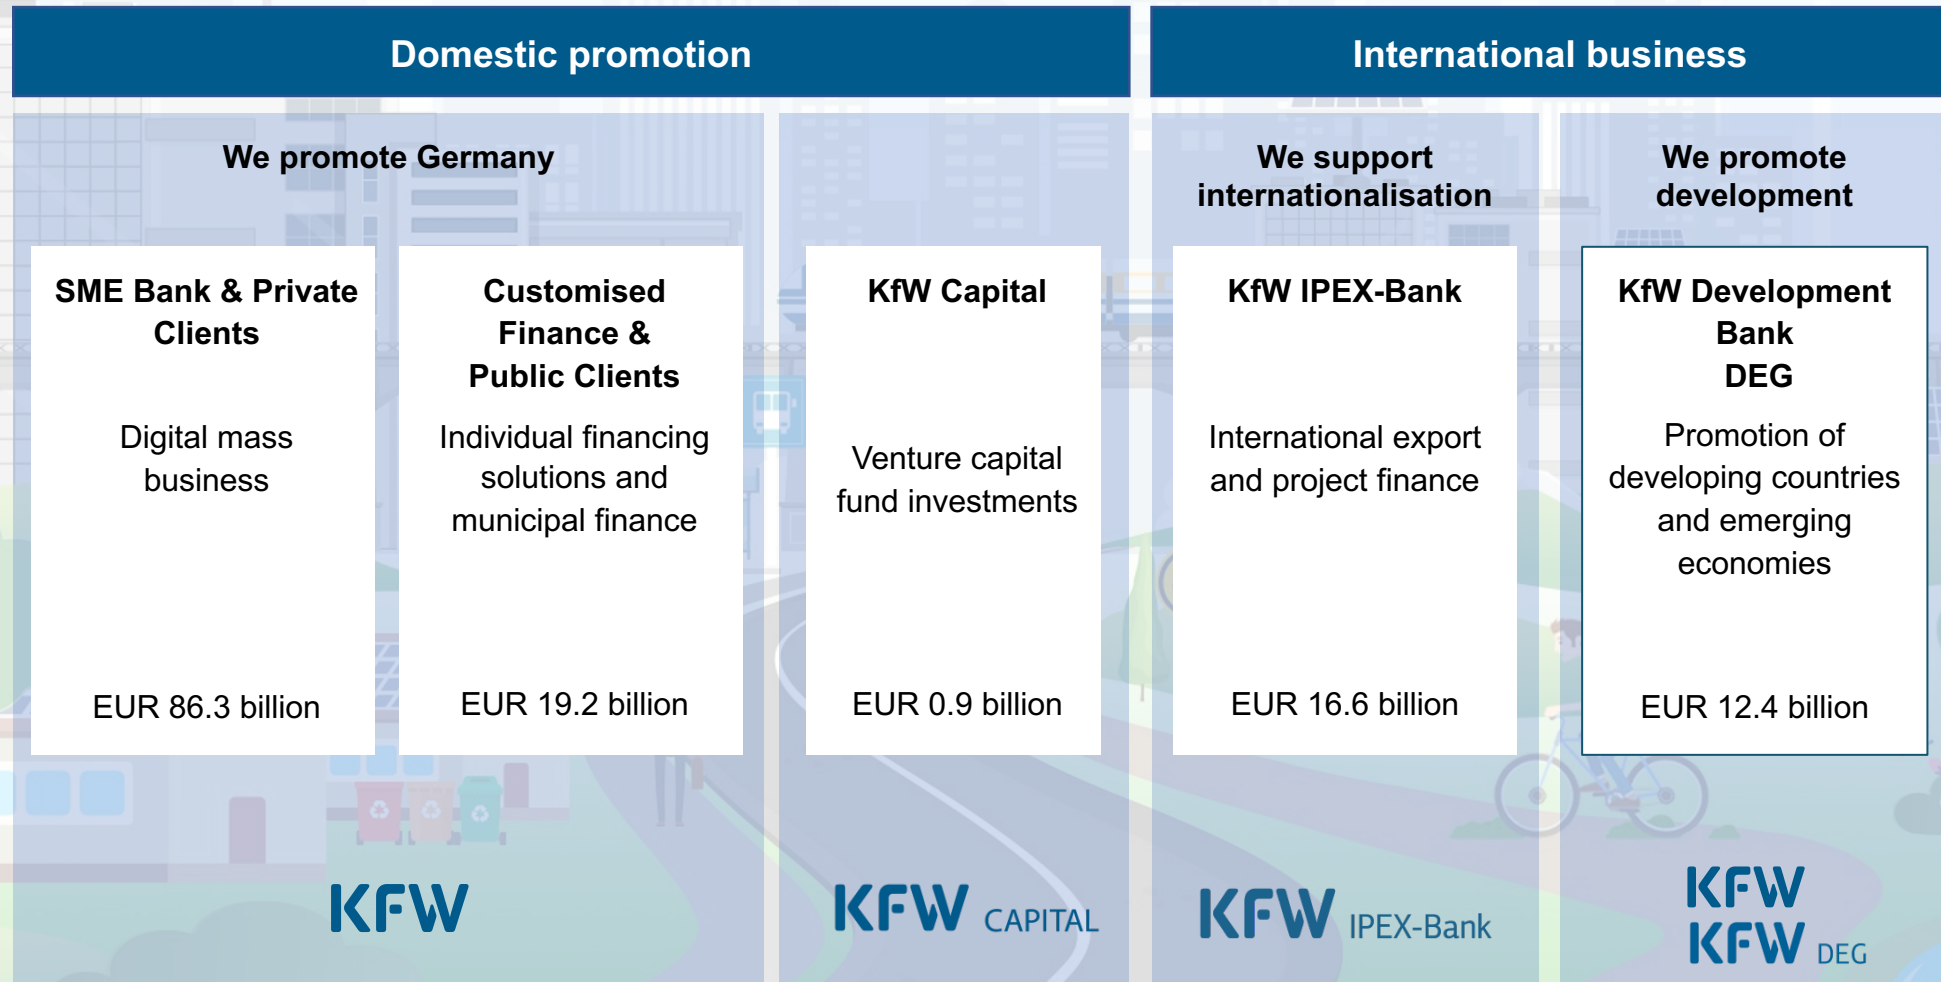 Domestic promotion
International business
We promote Germany
We support
internationalisation
We promote
development
SME Bank & Private
Clients
Digital mass
business
EUR 86.3 billion
Customised
Finance &
Public Clients
Individual financing
solutions and
municipal finance
EUR 19.2 billion
KfW Capital
Venture capital
fund investments
EUR 0.9 billion
KfW IPEX-Bank
International export
and project finance
EUR 16.6 billion
KfW Development
Bank
DEG
Promotion of
developing countries
and emerging
economies
EUR 12.4 billion
KFW
KFW CAPITAL
KFW IPEX-Bank
KFW
KFW DEG